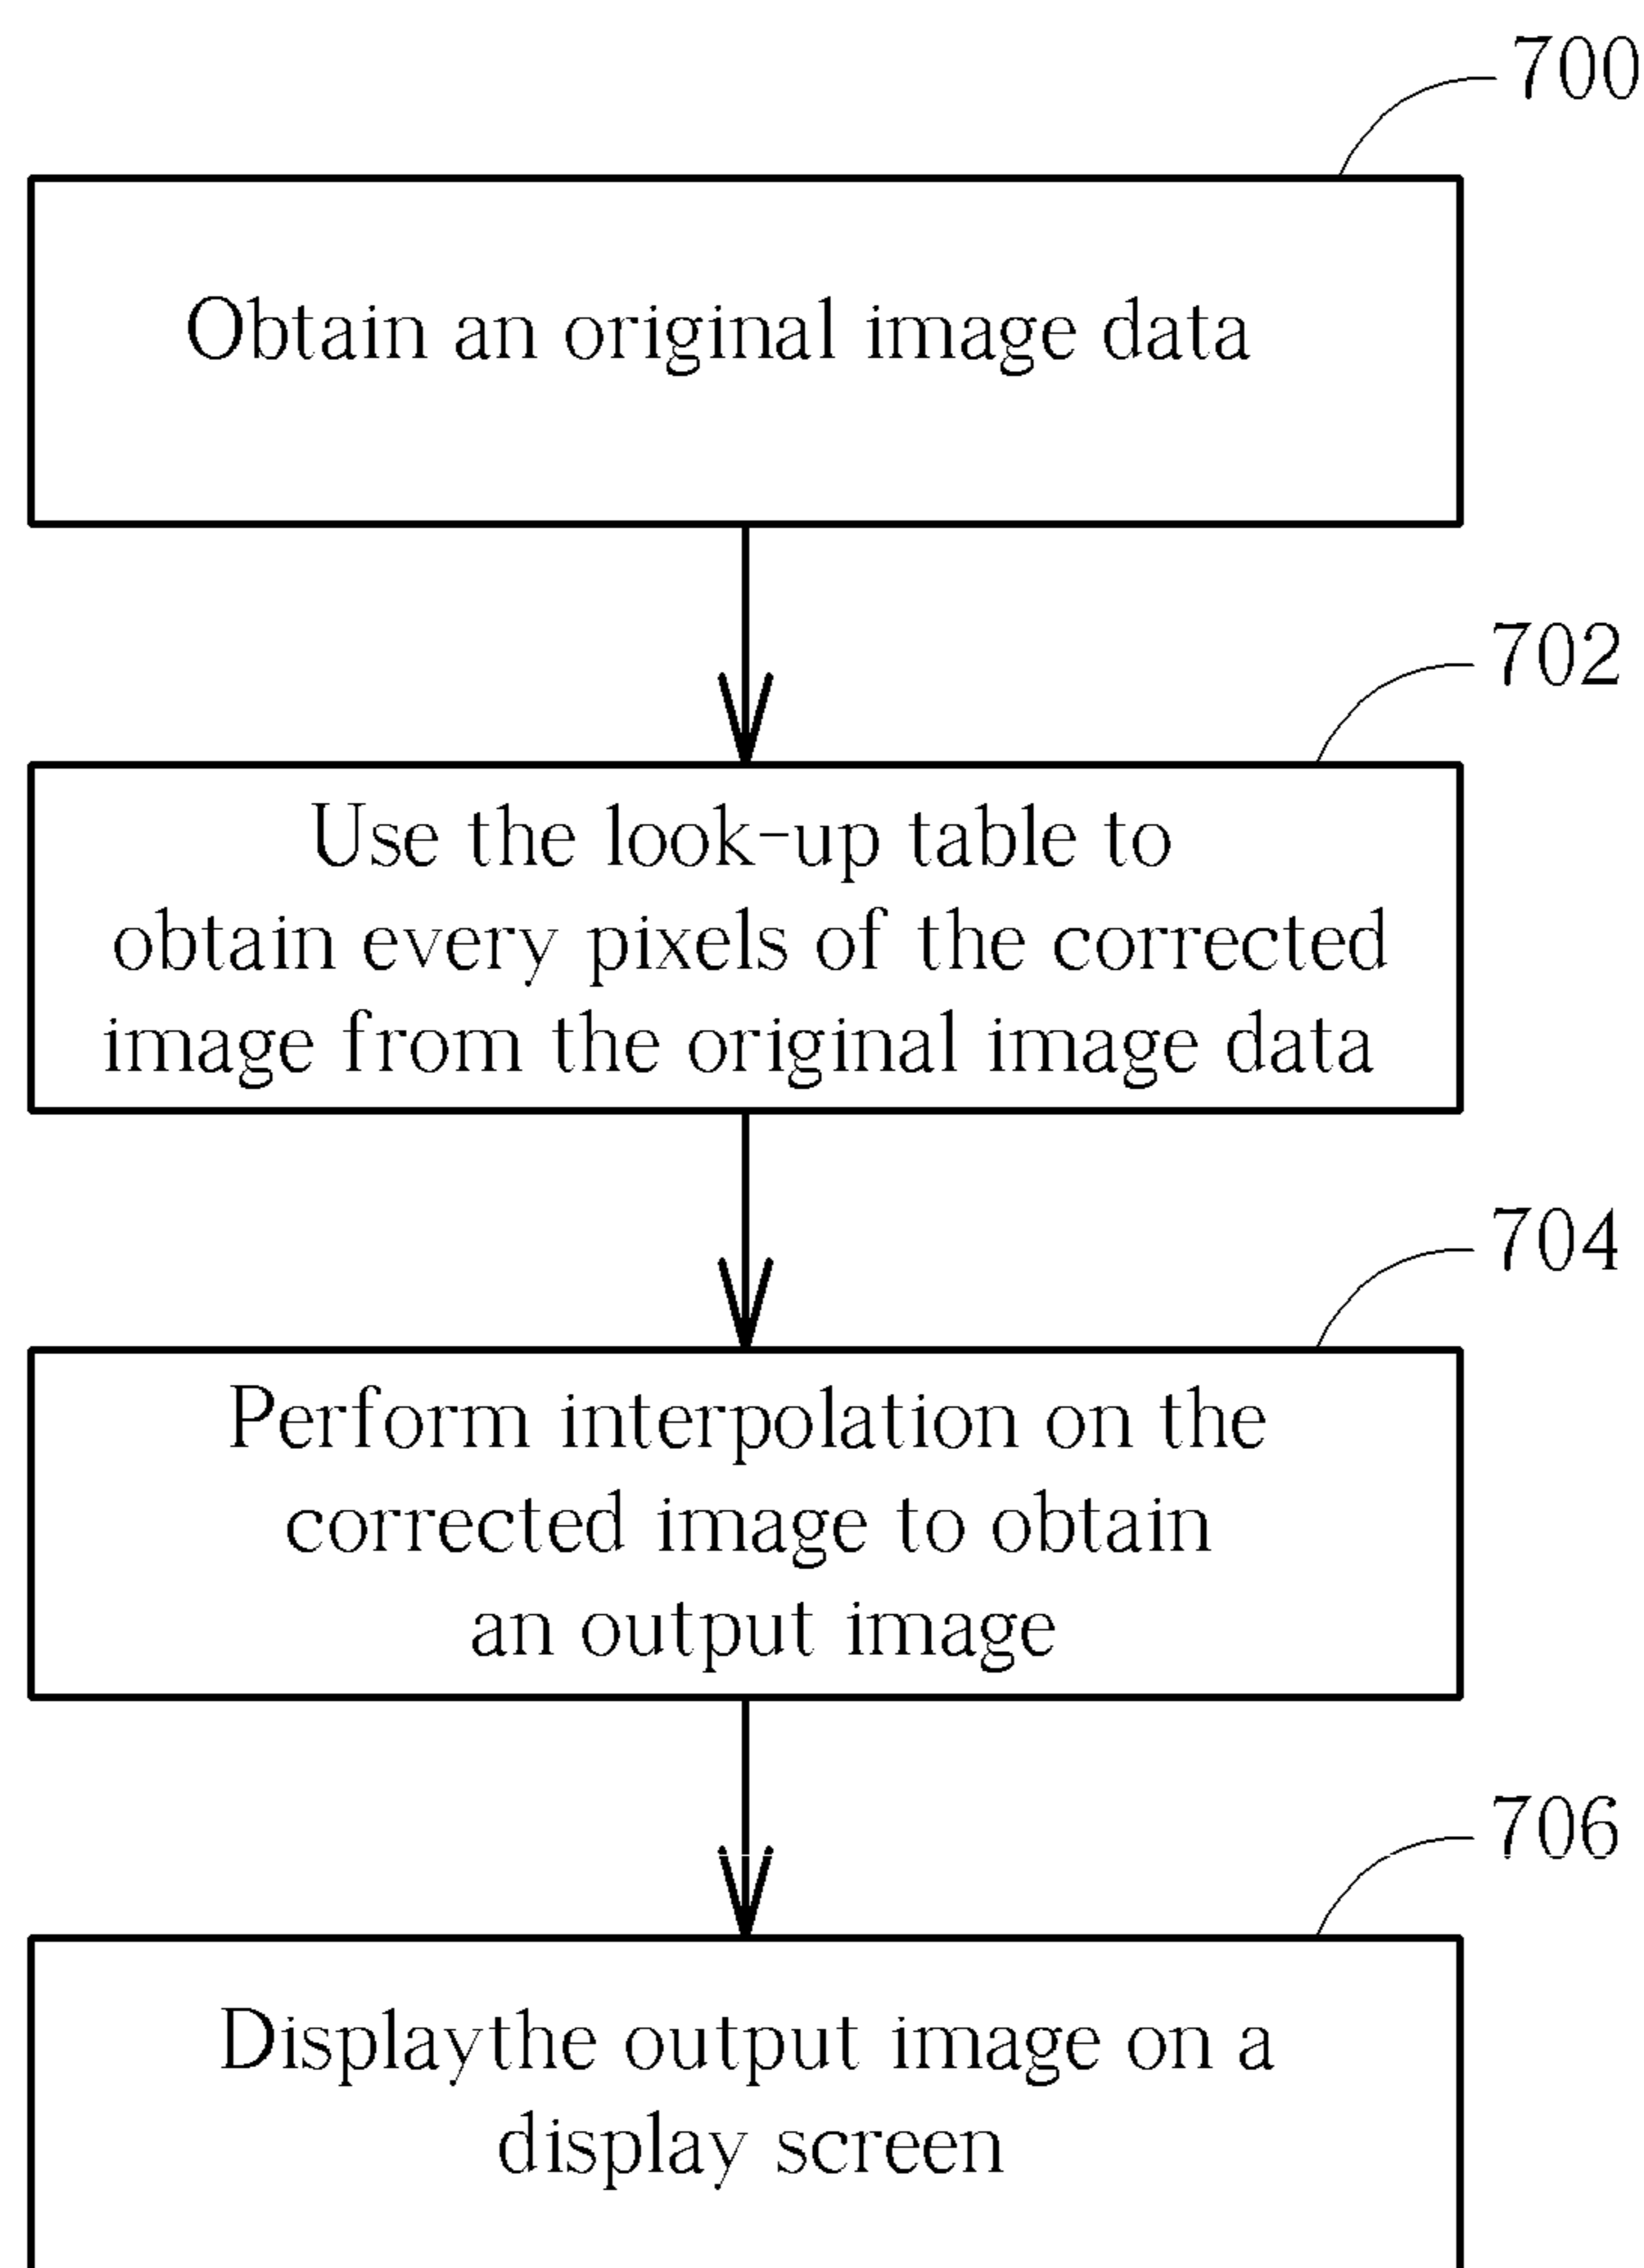 700
Obtain an original image data
702
Use the look-up table to
obtain every pixels of the corrected
image from the original image data
704
Perform interpolation on the
corrected image to obtain
an output image
706
Displaythe output image on a
display screen